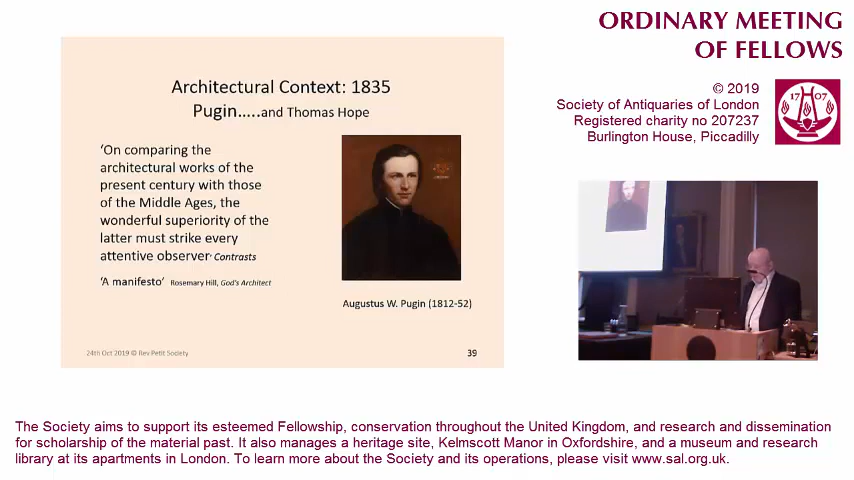 ORDINARY MEETING
OF FELLOWS
© 2019
Society of Antiquaries of London
Registered charity no 207237
Burlington House, Piccadilly
17 07
Architectural Context: 1835
Pugin…..and Thomas Hope
‘On comparing the
architectural works of the
present century with those
of the Middle Ages, the
wonderful superiority of the
latter must strike every
attentive observer’ Contrasts
‘A manifesto’ Rosemary Hill, God's Architect
Augustus W. Pugin (1812-52)
24th Oct 2019 © Rev Petit Society
39
The Society aims to support its esteemed Fellowship, conservation throughout the United Kingdom, and research and dissemination
for scholarship of the material past. It also manages a heritage site, Kelmscott Manor in Oxfordshire, and a museum and research
library at its apartments in London. To learn more about the Society and its operations, please visit www.sal.org.uk.